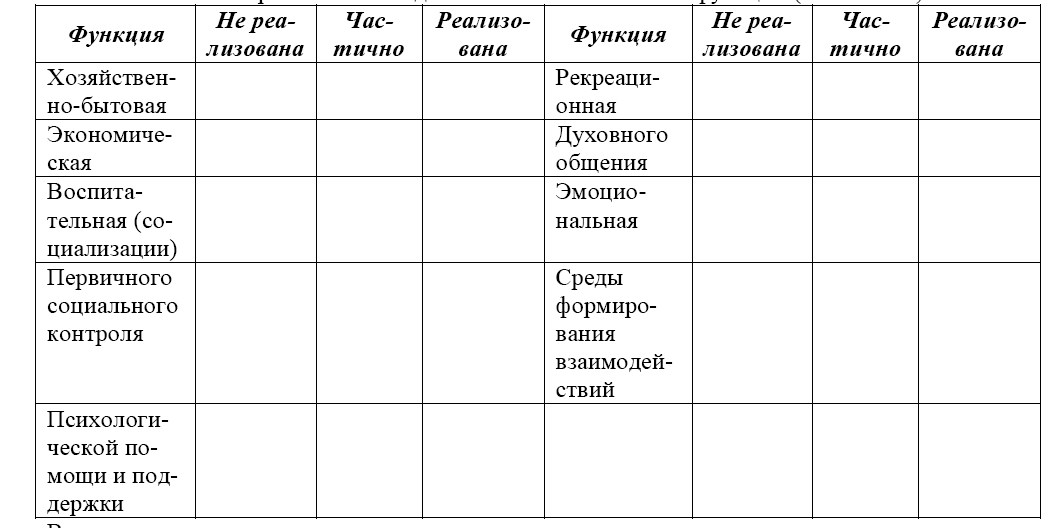 Функция
Не реа-
лизована
Час-
тично
Реализо-
вана
Функция
Не реа-
лизована
Час-
тично
Реализо-
вана
Хозяйствен-
но-бытовая
Рекреаци-
онная
Экономиче-
ская
Духовного
общения
Воспита-
тельная (со-
циализации)
Эмоцио-
нальная
Первичного
социального
контроля
Среды
формиро-
вания
взаимодей-
ствий
Психологи-
ческой по-
мощи и под-
держки